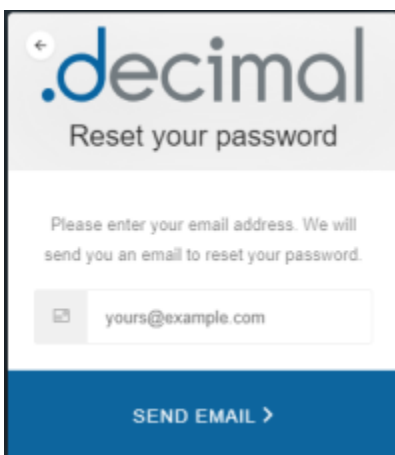 .decimal
Reset your password
Please enter your email address. We will
send you an email to reset your password.
yours@example.com
SEND EMAIL >